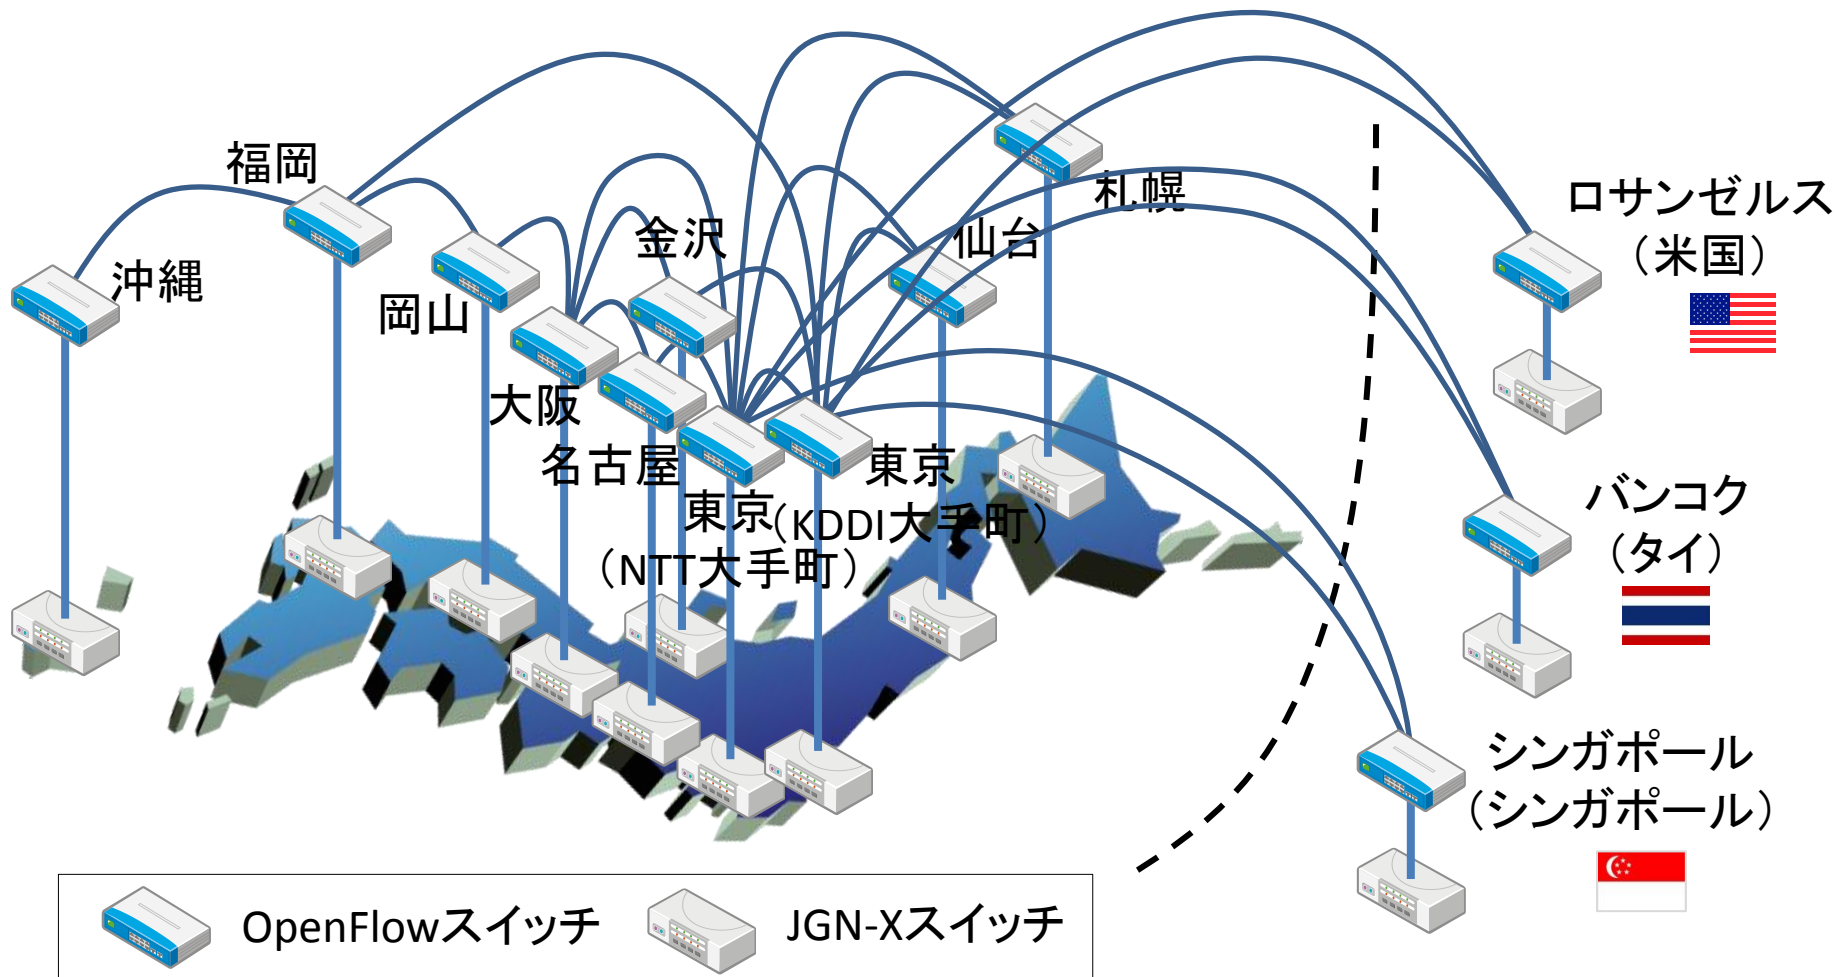 福岡
沖縄
岡山
金沢
仙台
札幌
大阪
名古屋
東京
（NTT大手町）
東京
（KDDI大手町）
ロサンゼルス
（米国）
バンコク
（タイ）
シンガポール
（シンガポール）
OpenFlowスイッチ
JGN-Xスイッチ